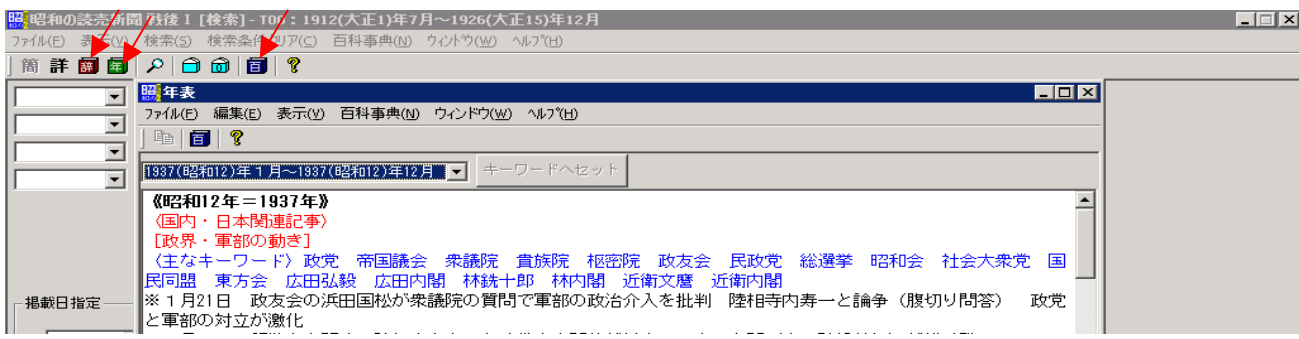 昭和の読売新聞 戦後Ⅰ [検索] - T00 : 1912(大正1)年7月～1926(大正15)年12月
ファイル(F) 表示(V) 検索(S) 検索条件クリア(C) 百科事典(N) ウィンドウ(W) ヘルプ(H)
簡 詳 辞 年 百 ?
年表
ファイル(F) 編集(E) 表示(V) 百科事典(N) ウィンドウ(W) ヘルプ(H)
百 ?
1937(昭和12)年１月～1937(昭和12)年12月 キーワードへセット
《昭和12年＝1937年》
〈国内・日本関連記事〉
［政界・軍部の動き］
〈主なキーワード〉政党 帝国議会 衆議院 貴族院 枢密院 政友会 民政党 総選挙 昭和会 社会大衆党 国
民同盟 東方会 広田弘毅 広田内閣 林銑十郎 林内閣 近衛文麿 近衛内閣
※１月21日 政友会の浜田国松が衆議院の質問で軍部の政治介入を批判 陸相寺内寿一と論争（腹切り問答） 政党
と軍部の対立が激化
掲載日指定